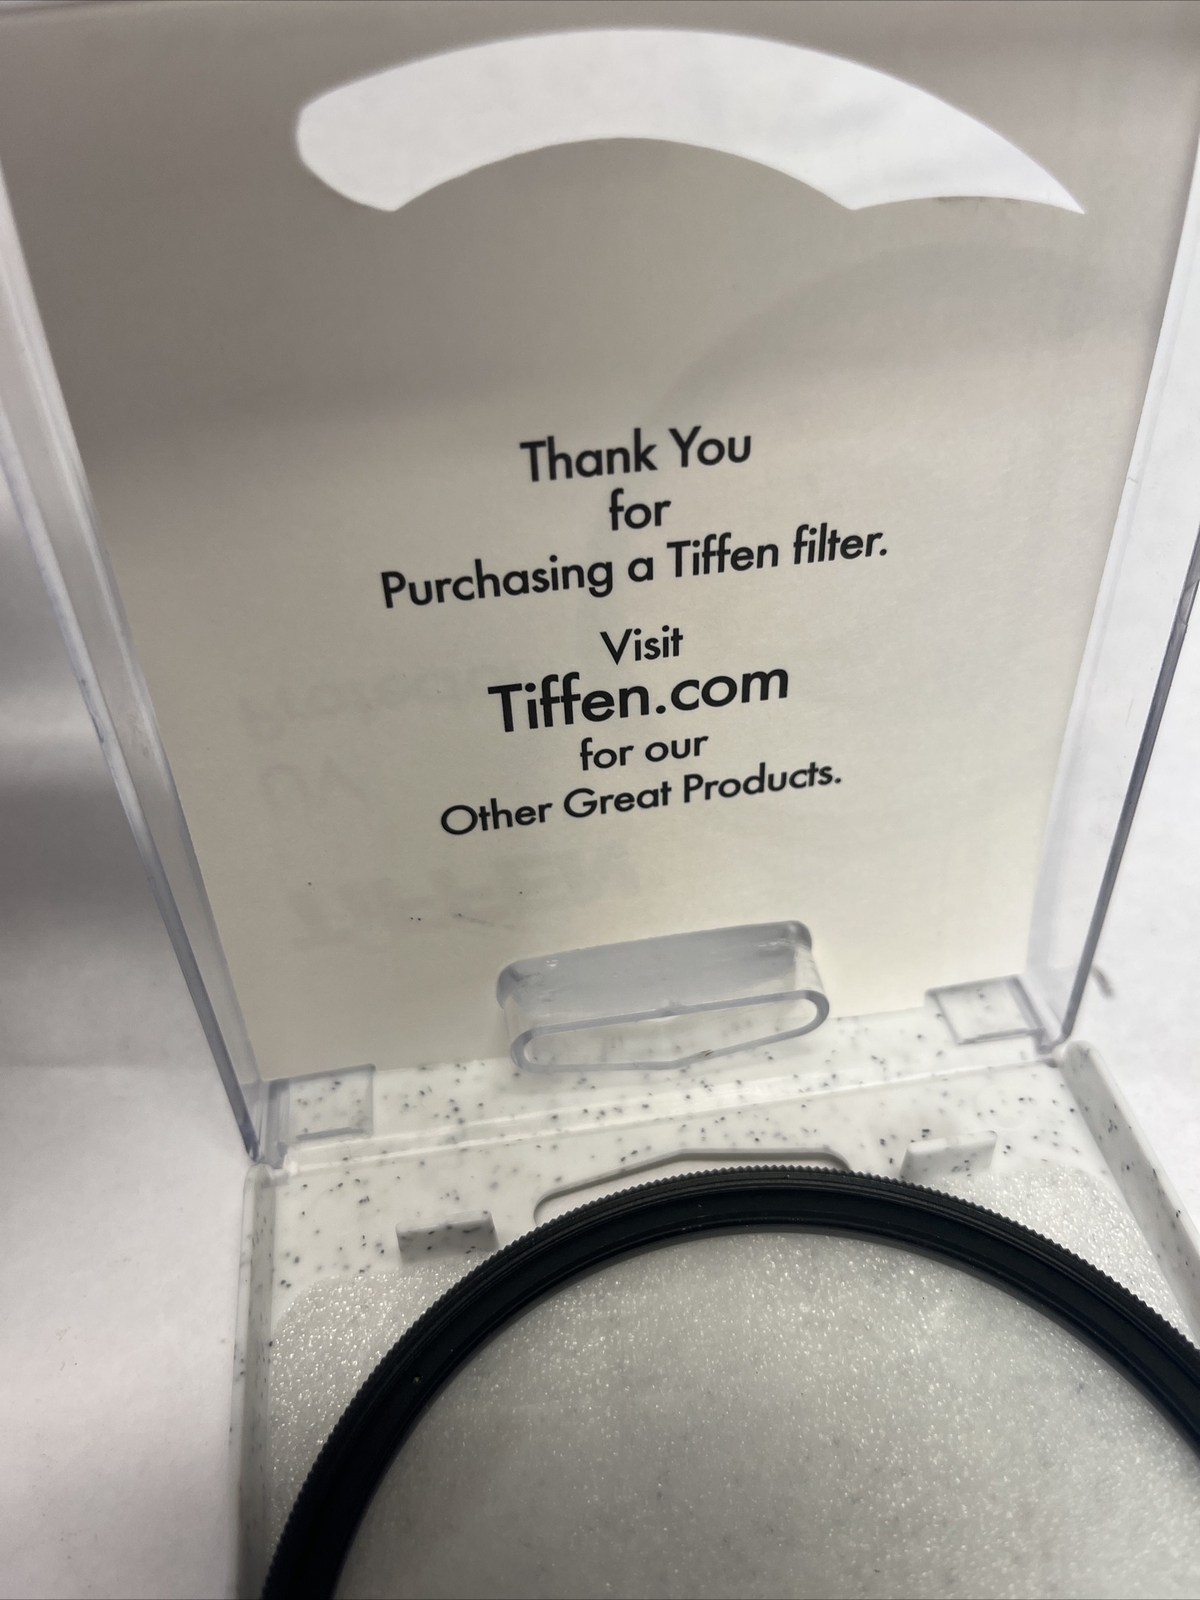 Thank You
for
Purchasing a Tiffen filter.
Visit
Tiffen.com
for our
Other Great Products.